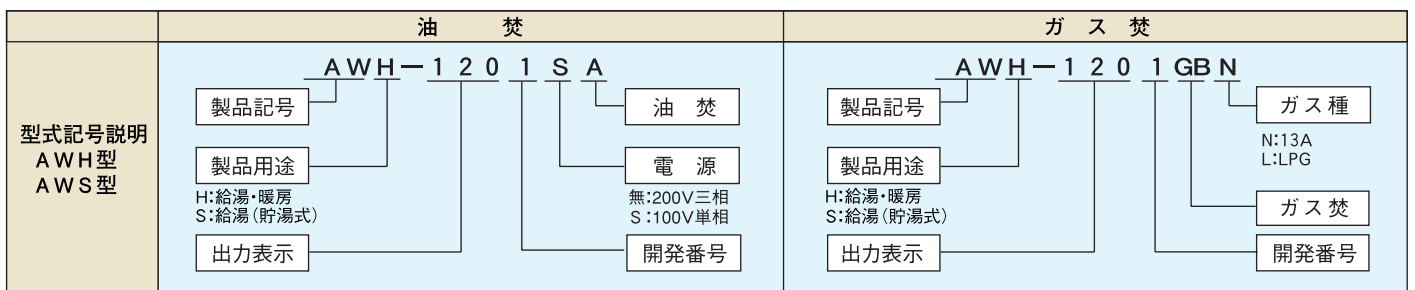 油 焚
ガ ス 焚
型式記号説明
AWH型
AWS型
AWH-1201SA
製品記号
油 焚
製品用途
電 源
H:給湯・暖房
S:給湯(貯湯式)
無:200V三相
S:100V単相
出力表示
開発番号
AWH-1201GBN
製品記号
ガス種
N:13A
L:LPG
製品用途
H:給湯・暖房
S:給湯(貯湯式)
ガス焚
出力表示
開発番号